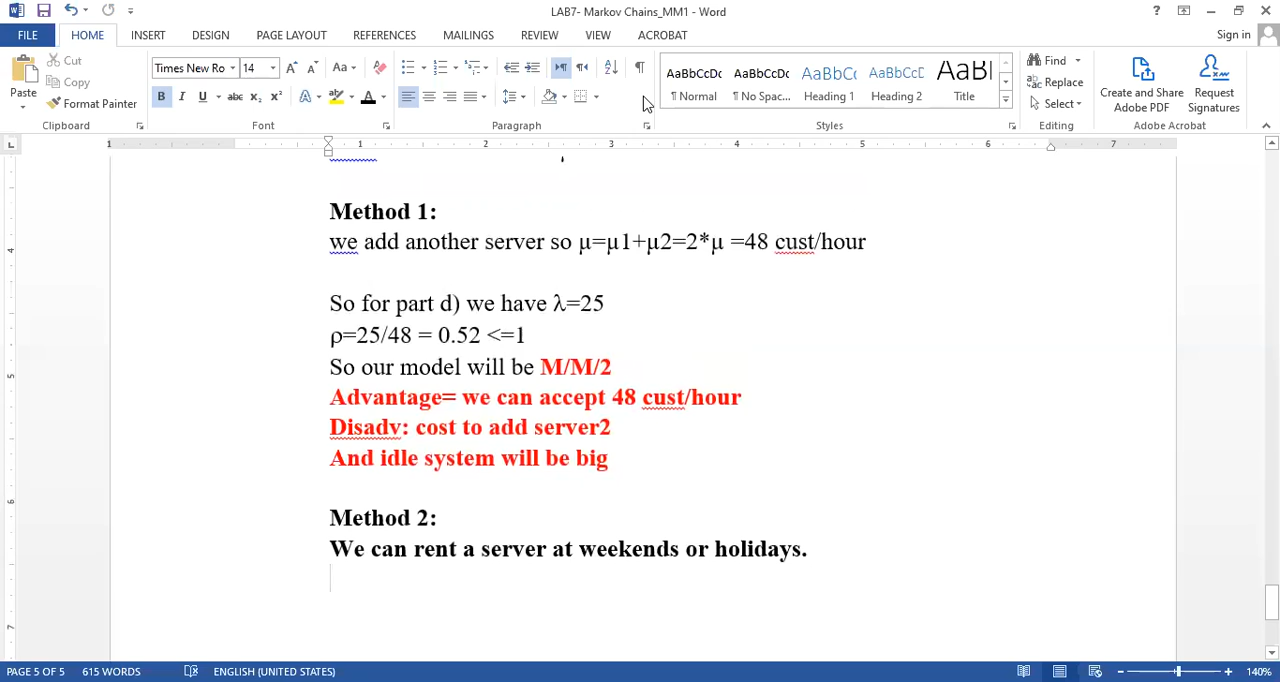 LAB7- Markov Chains_MM1 - Word
FILE HOME INSERT DESIGN PAGE LAYOUT REFERENCES MAILINGS REVIEW VIEW ACROBAT Sign in
Cut
Copy
Format Painter
Paste
Clipboard
Times New Ro 14
Font
Paragraph
AaBbCcDc AaBbCcDc AaBbCc AaBbCcD AaBl
¶ Normal ¶ No Spac... Heading 1 Heading 2 Title
Styles
Find
Replace
Select
Editing
Create and Share Adobe PDF
Request Signatures
Adobe Acrobat
Method 1:
we add another server so µ=µ1+µ2=2*µ =48 cust/hour
So for part d) we have λ=25
ρ=25/48 = 0.52 <=1
So our model will be M/M/2
Advantage= we can accept 48 cust/hour
Disadv: cost to add server2
And idle system will be big
Method 2:
We can rent a server at weekends or holidays.
PAGE 5 OF 5 615 WORDS ENGLISH (UNITED STATES) 140%